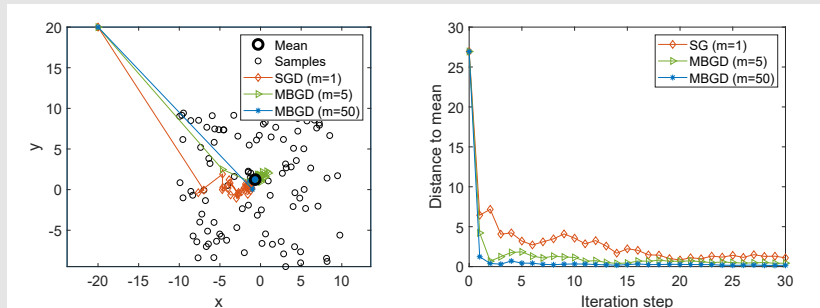 20
15
10
5
0
-5
y
-20
-15
-10
-5
0
5
10
x
Mean
Samples
SGD (m=1)
MBGD (m=5)
MBGD (m=50)
30
25
20
15
10
5
0
Distance to mean
0
5
10
15
20
25
30
Iteration step
SG (m=1)
MBGD (m=5)
MBGD (m=50)